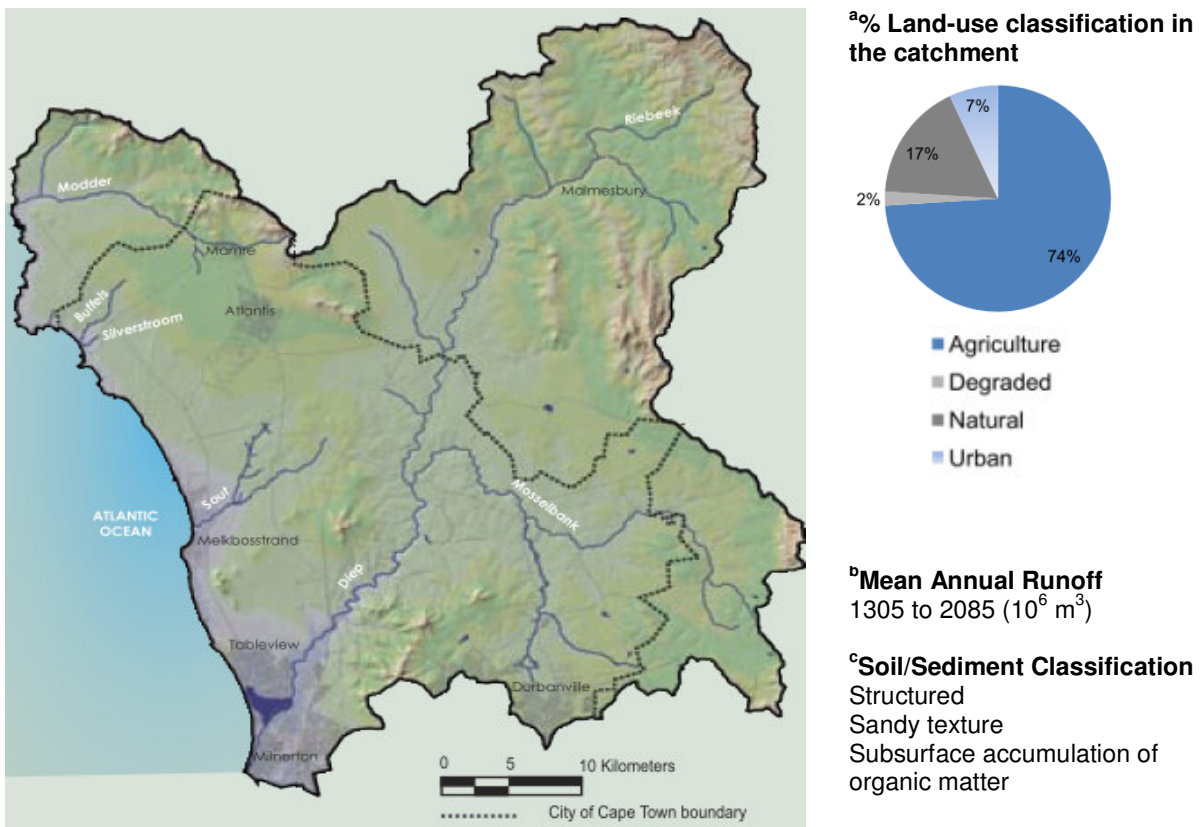 Riebeek
Malmesbury
Modder
Mamre
Buffels
Silverstroom
Atlantis
Sout
Mosselbank
ATLANTIC
OCEAN
Melkbosstrand
Diep
Tableview
Durbanville
Milnerton
0 5 10 Kilometers
City of Cape Town boundary
ᵃ% Land-use classification in
the catchment
7%
17%
2%
74%
Agriculture
Degraded
Natural
Urban
ᵇMean Annual Runoff
1305 to 2085 (10⁶ m³)
ᶜSoil/Sediment Classification
Structured
Sandy texture
Subsurface accumulation of
organic matter